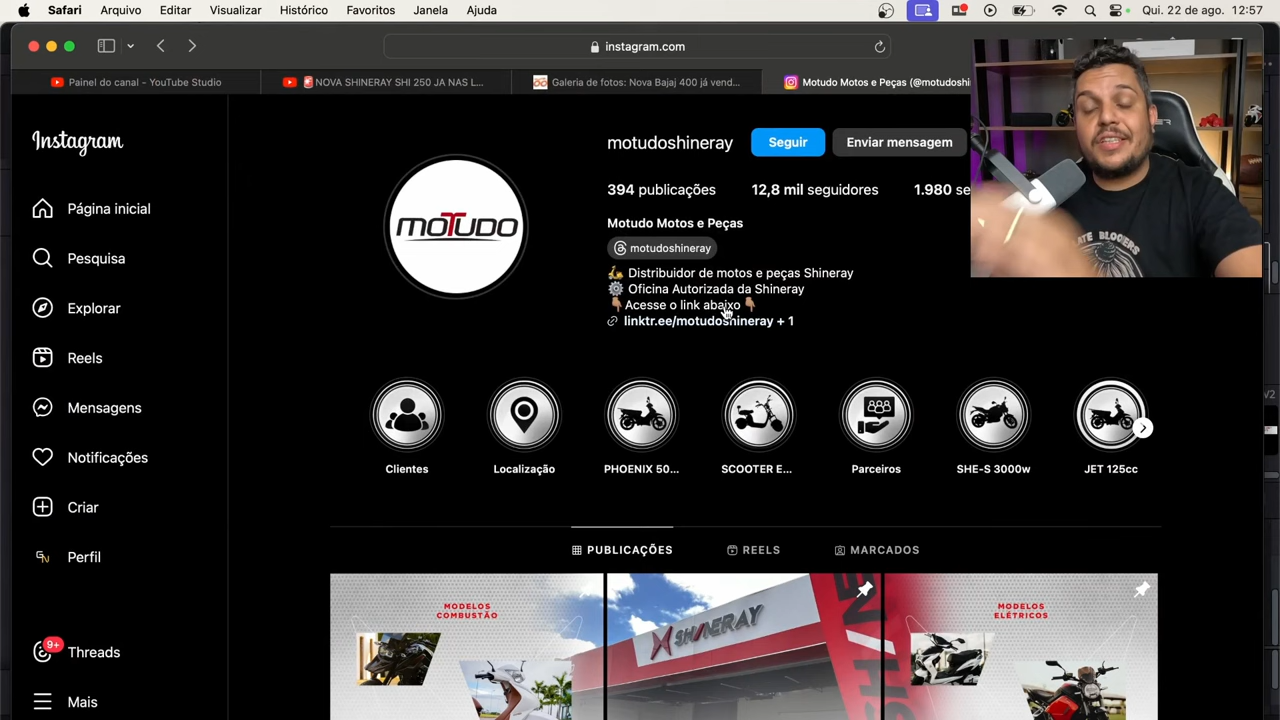 Safari Arquivo Editar Visualizar Histórico Favoritos Janela Ajuda
Qui. 22 de ago. 12:57
instagram.com
Painel do canal - YouTube Studio
NOVA SHINERAY SHI 250 JA NAS L...
Galeria de fotos: Nova Bajaj 400 já vend...
Motudo Motos e Peças (@motudoshi
Instagram
motudoshineray
Seguir
Enviar mensagem
394 publicações
12,8 mil seguidores
1.980 se
Motudo Motos e Peças
motudoshineray
Distribuidor de motos e peças Shineray
Oficina Autorizada da Shineray
Acesse o link abaixo
linktr.ee/motudoshineray + 1
MOTUDO
Página inicial
Pesquisa
Explorar
Reels
Mensagens
Notificações
Criar
Perfil
9+
Threads
Mais
Clientes
Localização
PHOENIX 50...
SCOOTER E...
Parceiros
SHE-S 3000w
JET 125cc
PUBLICAÇÕES
REELS
MARCADOS
MODELOS
COMBUSTÃO
SHINERAY
MODELOS
ELÉTRICOS
V2